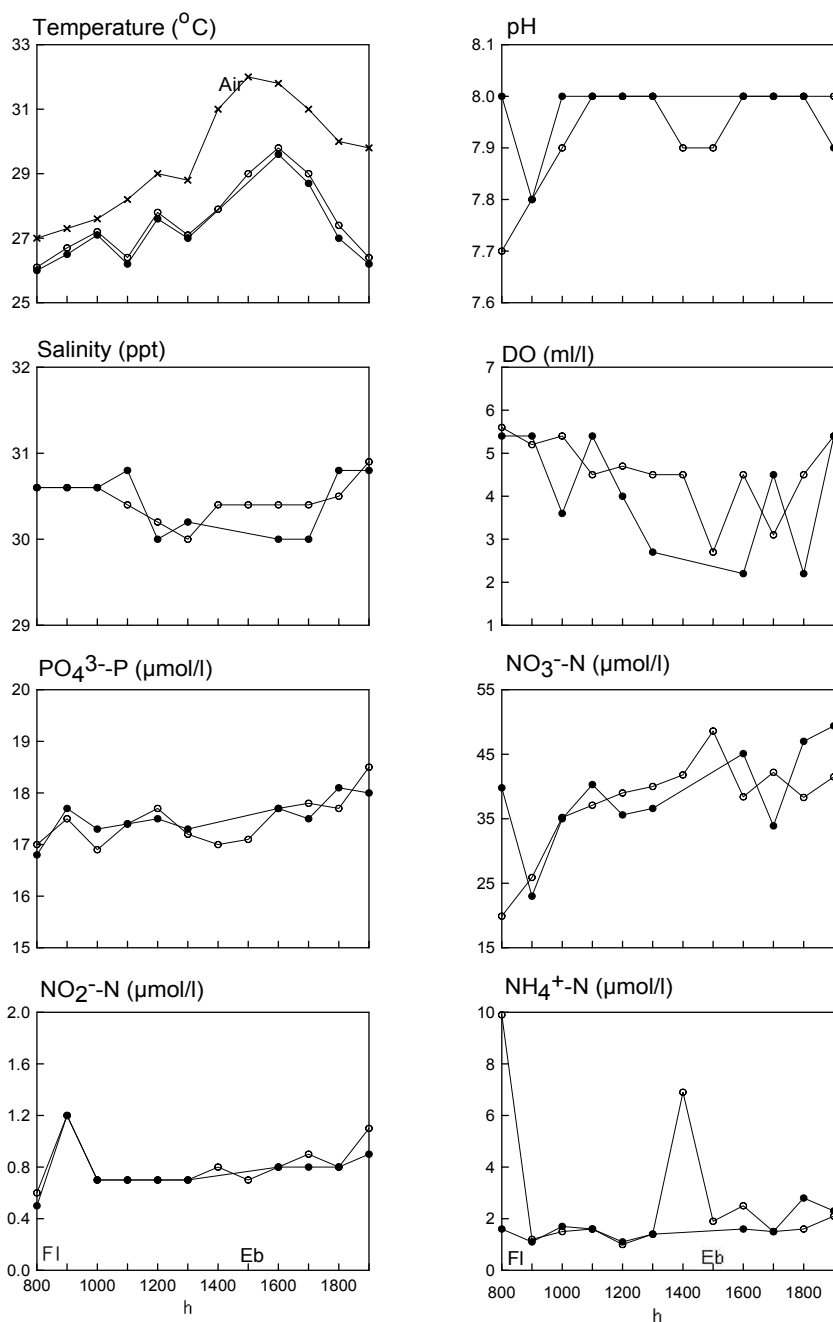 Temperature (°C)
33
31
29
27
25
Air
pH
8.1
8.0
7.9
7.8
7.7
7.6
Salinity (ppt)
32
31
30
29
DO (ml/l)
7
6
5
4
3
2
1
PO₄³⁻-P (µmol/l)
20
19
18
17
16
15
NO₃⁻-N (µmol/l)
55
45
35
25
15
NO₂⁻-N (µmol/l)
2.0
1.6
1.2
0.8
0.4
0.0
Fl
Eb
800 1000 1200 1400 1600 1800
h
NH₄⁺-N (µmol/l)
10
8
6
4
2
0
Fl
Eb
800 1000 1200 1400 1600 1800
h